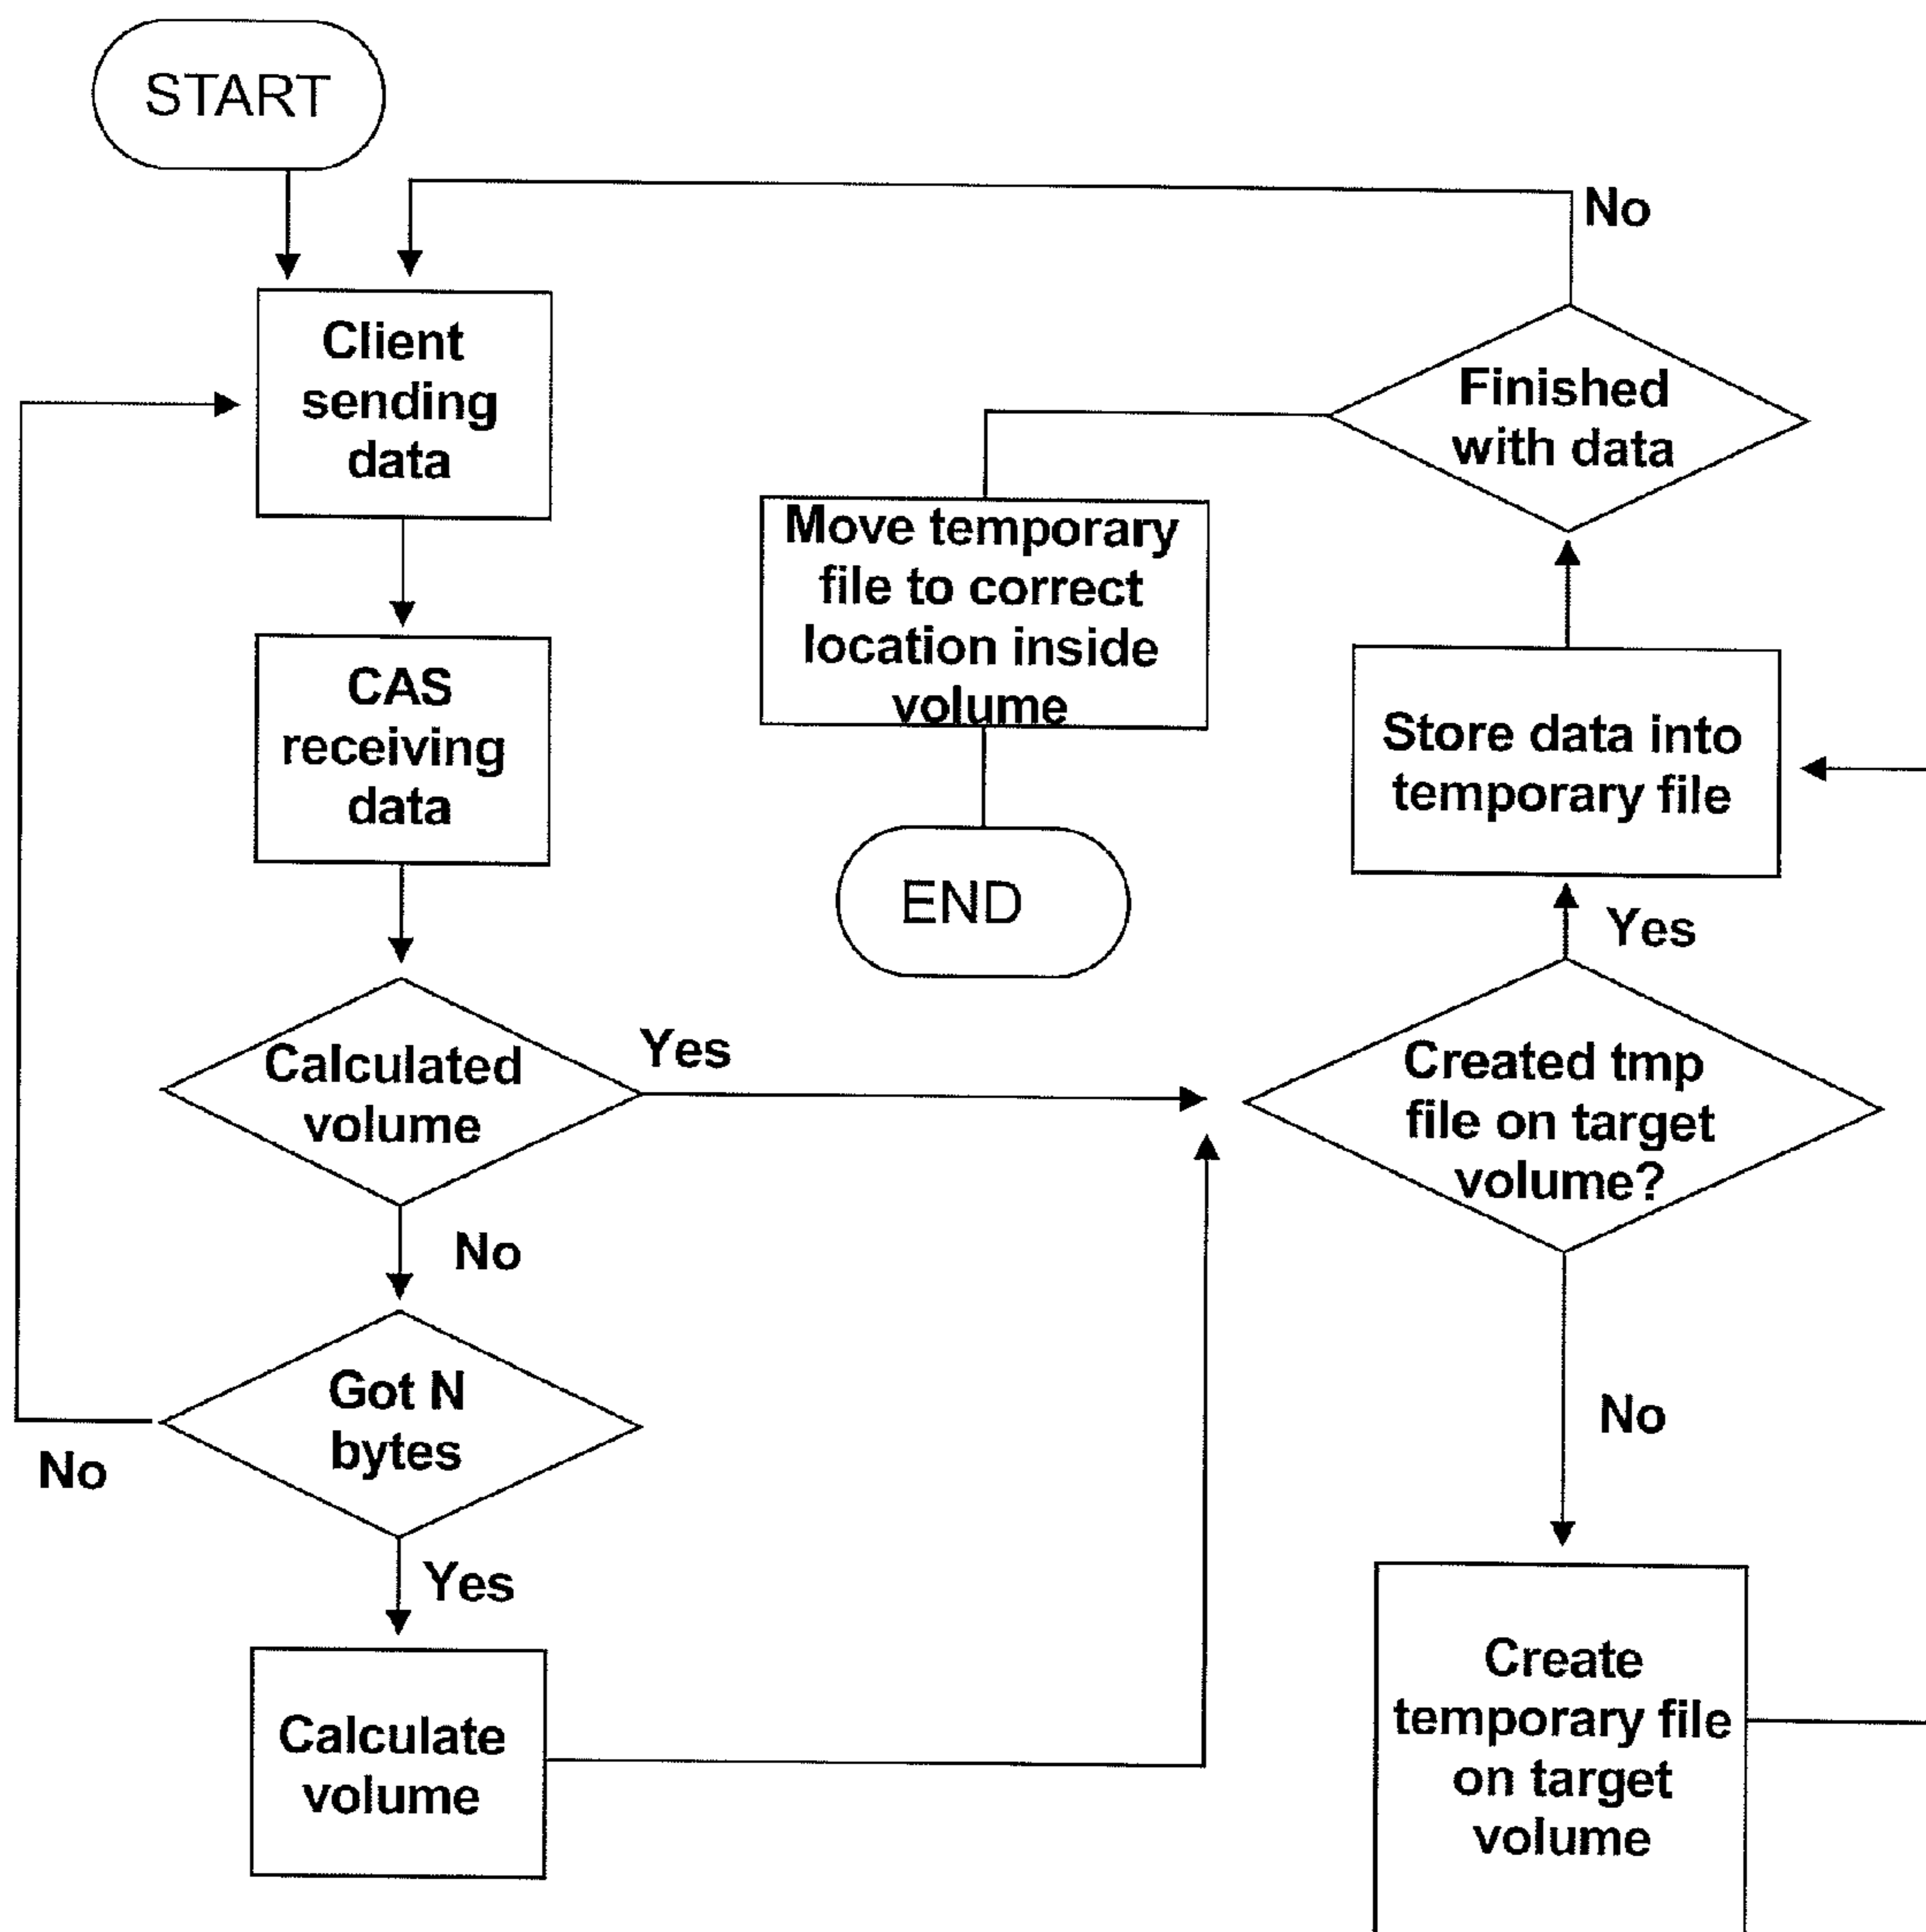 START
No
Client
sending
data
Finished
with data
Move temporary
file to correct
location inside
volume
CAS
receiving
data
Store data into
temporary file
END
Yes
Calculated
volume
Yes
Created tmp
file on target
volume?
No
Got N
bytes
No
No
Yes
Calculate
volume
Create
temporary file
on target
volume